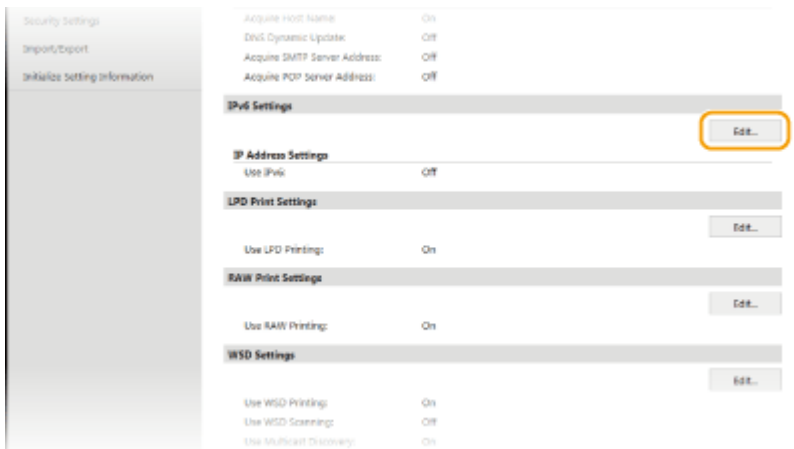 Security Settings
Import/Export
Initialize Setting Information
Acquire Host Name: On
DNS Dynamic Update: Off
Acquire SMTP Server Address: Off
Acquire POP Server Address: Off
IPv6 Settings
Edit...
IP Address Settings
Use IPv6: Off
LPD Print Settings
Edit...
Use LPD Printing: On
RAW Print Settings
Edit...
Use RAW Printing: On
WSD Settings
Edit...
Use WSD Printing: On
Use WSD Scanning: Off
Use Multicast Discovery: On